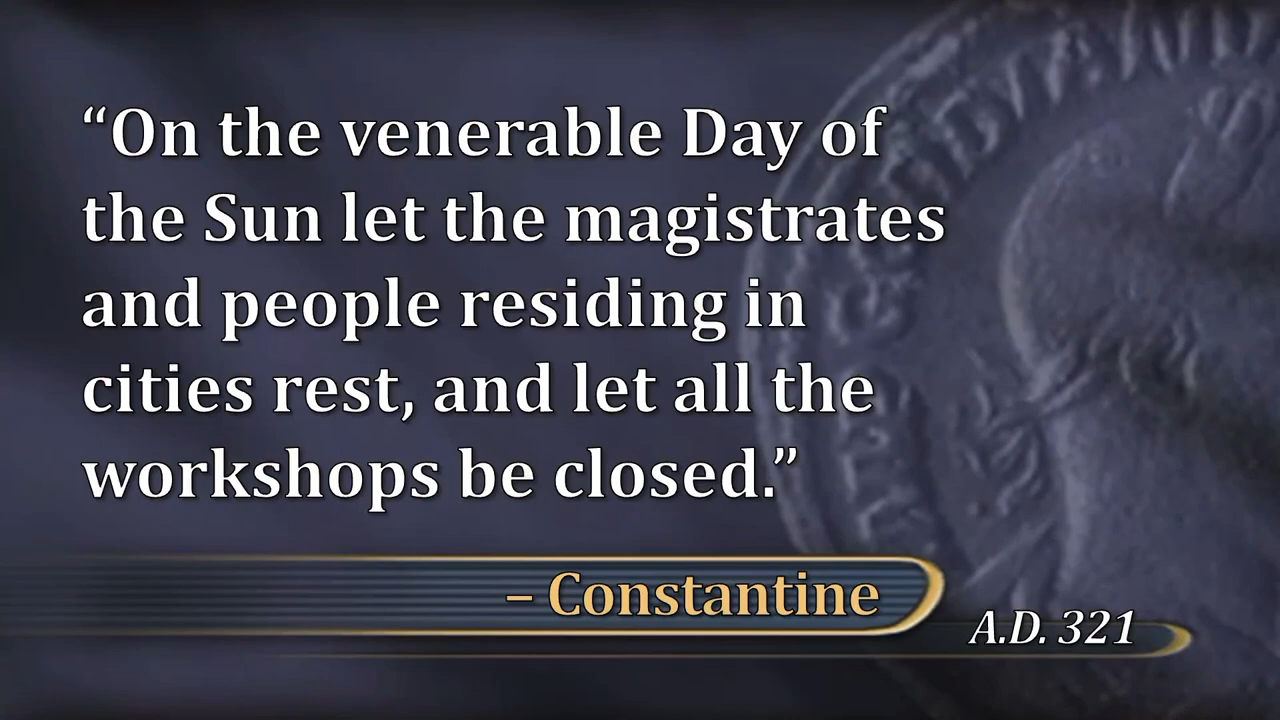 “On the venerable Day of
the Sun let the magistrates
and people residing in
cities rest, and let all the
workshops be closed.”
– Constantine
A.D. 321